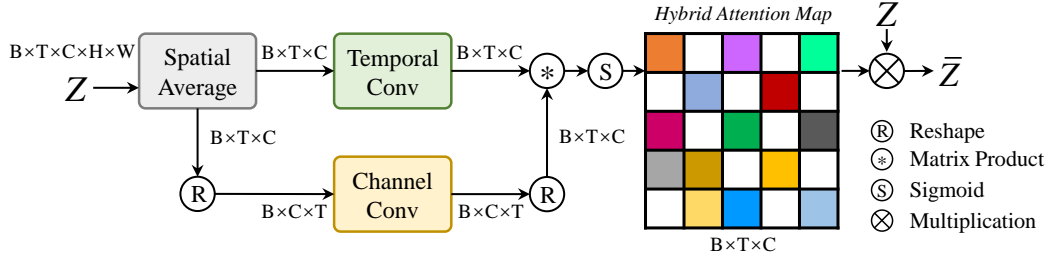 Hybrid Attention Map
Z
B×T×C×H×W
Z
Spatial
Average
B×T×C
Temporal
Conv
B×T×C
*
S
Z̄
B×T×C
B×T×C
R
B×C×T
Channel
Conv
B×C×T
R
B×T×C
R Reshape
* Matrix Product
S Sigmoid
Multiplication